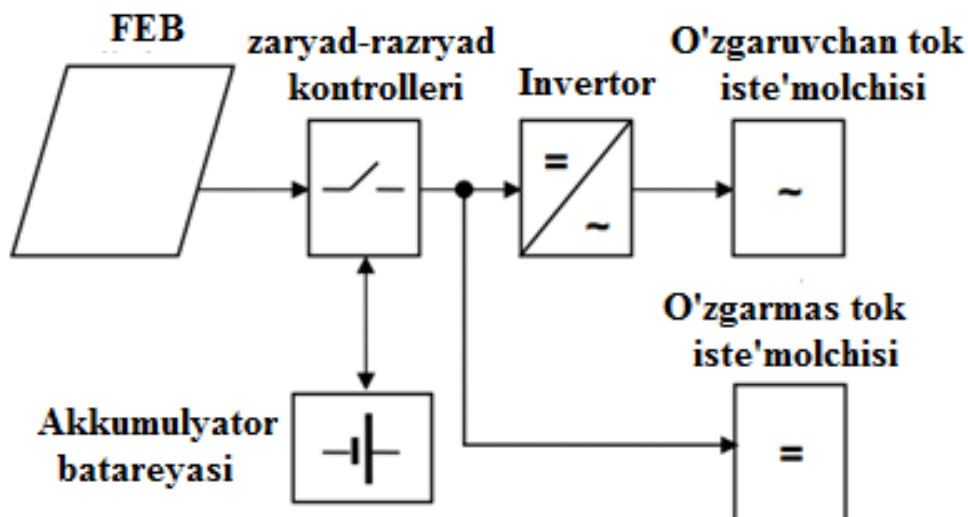 FEB
zaryad-razryad
kontrolleri
Invertor
O'zgaruvchan tok
iste'molchisi
=
~
~
O'zgarmas tok
iste'molchisi
Akkumulyator
batareyasi
=